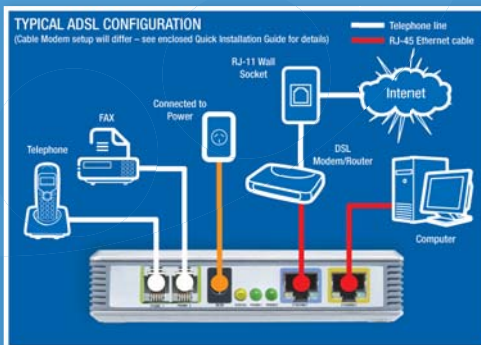 TYPICAL ADSL CONFIGURATION
(Cable Modem setup will differ – see enclosed Quick Installation Guide for details)
Telephone line
RJ-45 Ethernet cable
RJ-11 Wall
Socket
Internet
Connected to
Power
FAX
Telephone
DSL
Modem/Router
Computer